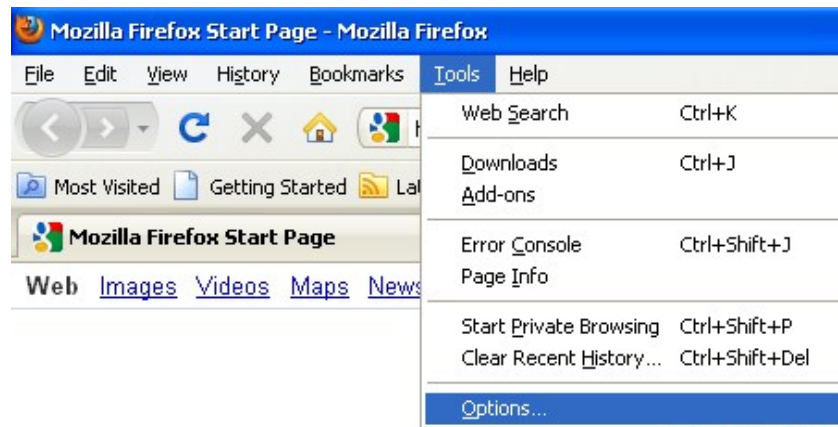 Mozilla Firefox Start Page - Mozilla Firefox
File Edit View History Bookmarks Tools Help
Web Search Ctrl+K
Downloads Ctrl+J
Most Visited Getting Started
Add-ons
Mozilla Firefox Start Page
Error Console Ctrl+Shift+J
Page Info
Web Images Videos Maps News
Start Private Browsing Ctrl+Shift+P
Clear Recent History... Ctrl+Shift+Del
Options...